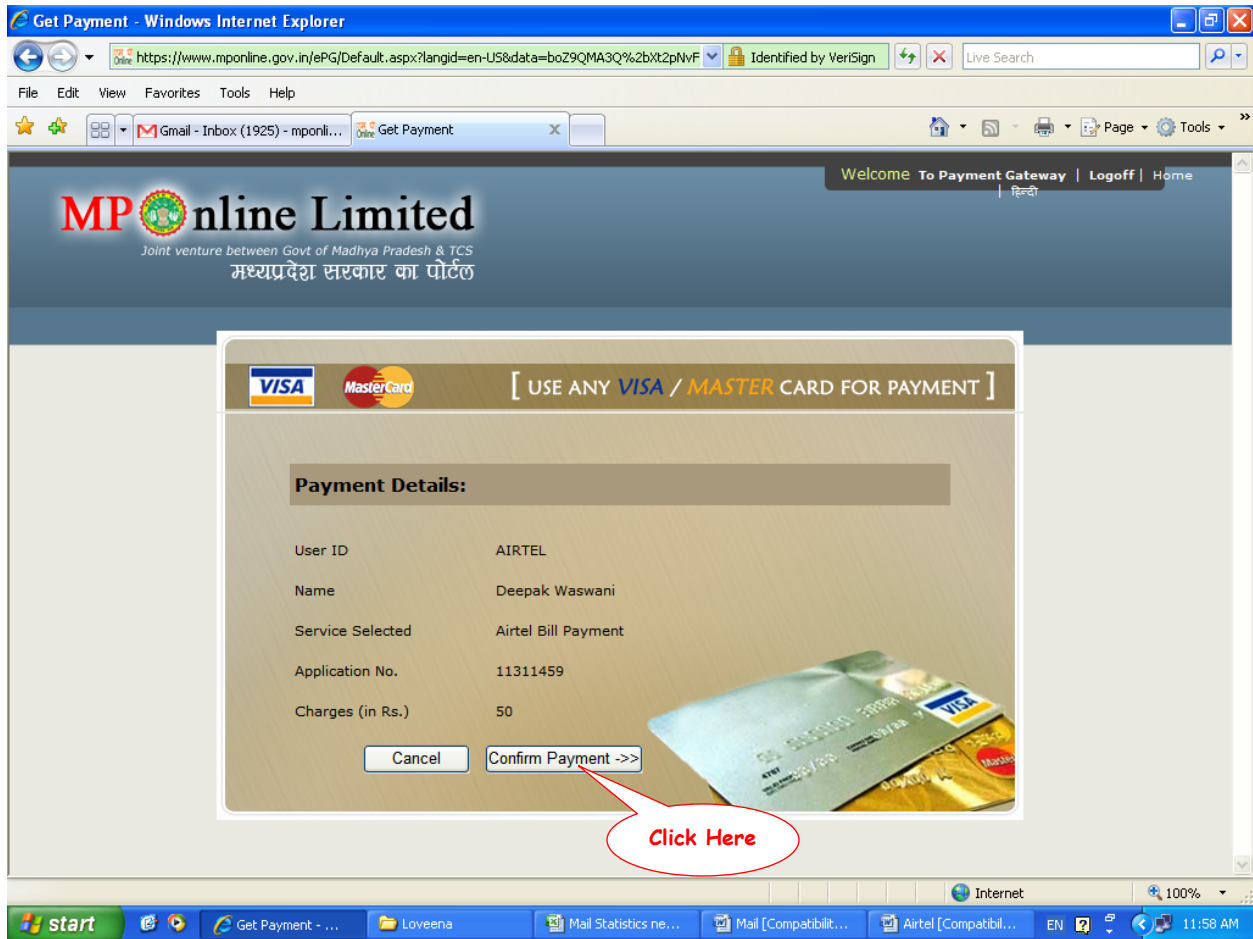 Get Payment - Windows Internet Explorer
https://www.mponline.gov.in/ePG/Default.aspx?langid=en-US&data=boZ9QMA3Q%2bXt2pNvF
Identified by VeriSign
Live Search
File Edit View Favorites Tools Help
Gmail - Inbox (1925) - mponli...
Get Payment
Page
Tools
Welcome To Payment Gateway | Logoff | Home
| हिन्दी
MPOnline Limited
Joint venture between Govt of Madhya Pradesh & TCS
मध्यप्रदेश सरकार का पोर्टल
VISA
MasterCard
[ USE ANY VISA / MASTER CARD FOR PAYMENT ]
Payment Details:
User ID AIRTEL
Name Deepak Waswani
Service Selected Airtel Bill Payment
Application No. 11311459
Charges (in Rs.) 50
Cancel
Confirm Payment ->>
VISA
Click Here
Internet
100%
start
Get Payment - ...
Loveena
Mail Statistics ne...
Mail [Compatibilit...
Airtel [Compatibil...
EN
11:58 AM